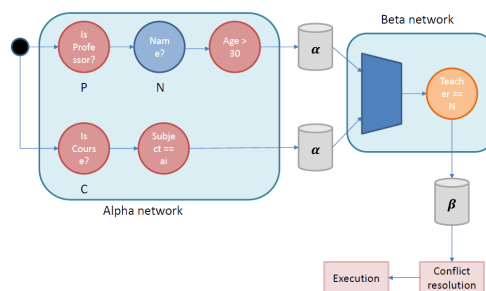 Beta network
Is
Profe
ssor?
Nam
e?
Age >
30
α
P
N
Teach
er ==
N
Is
Cours
e?
Subje
ct ==
ai
α
C
Alpha network
β
Execution
Conflict
resolution